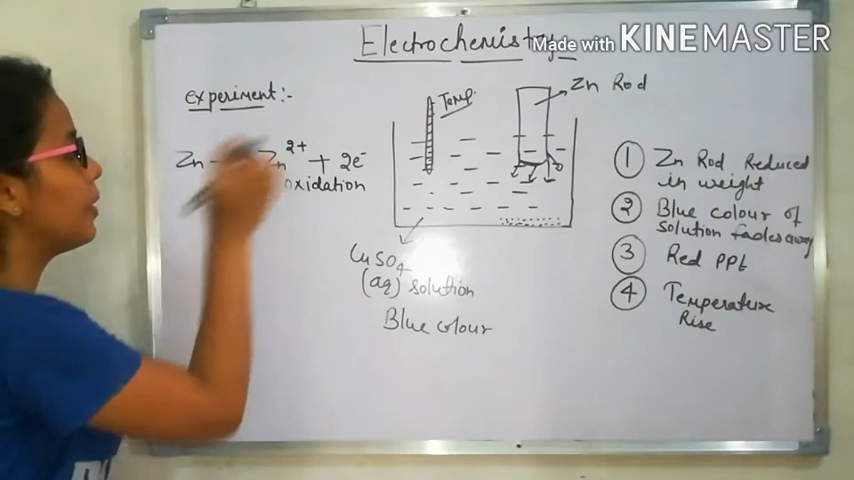 Electrochemistry
Made with KINEMASTER
experiment:-
Temp.
Zn Rod
Zn → Zn²⁺ + 2e⁻
oxidation
CuSO₄
(aq) solution
Blue colour
① Zn Rod Reduced
in weight
② Blue colour of
solution fades away
③ Red PPt
④ Temperature
Rise